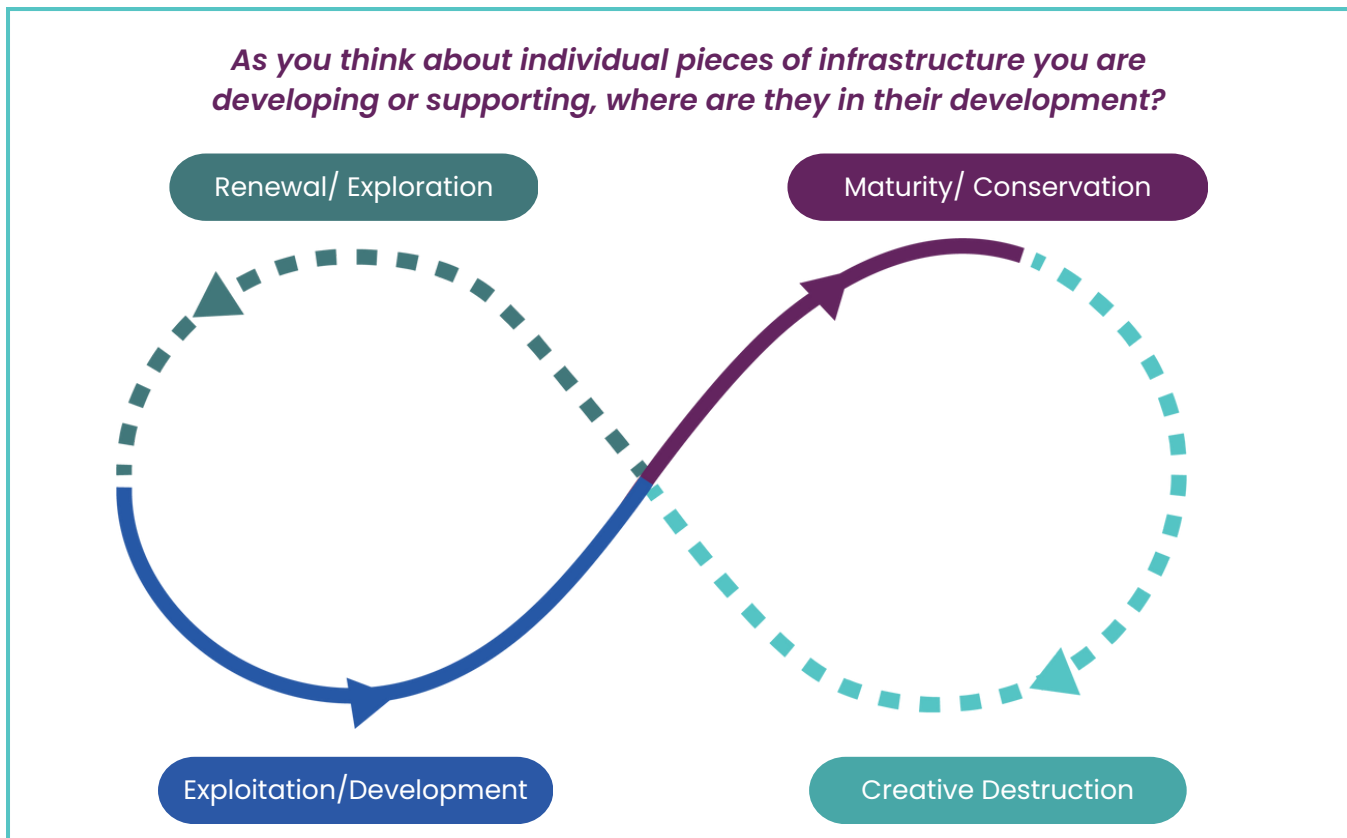 As you think about individual pieces of infrastructure you are
developing or supporting, where are they in their development?
Renewal/ Exploration
Maturity/ Conservation
Exploitation/Development
Creative Destruction